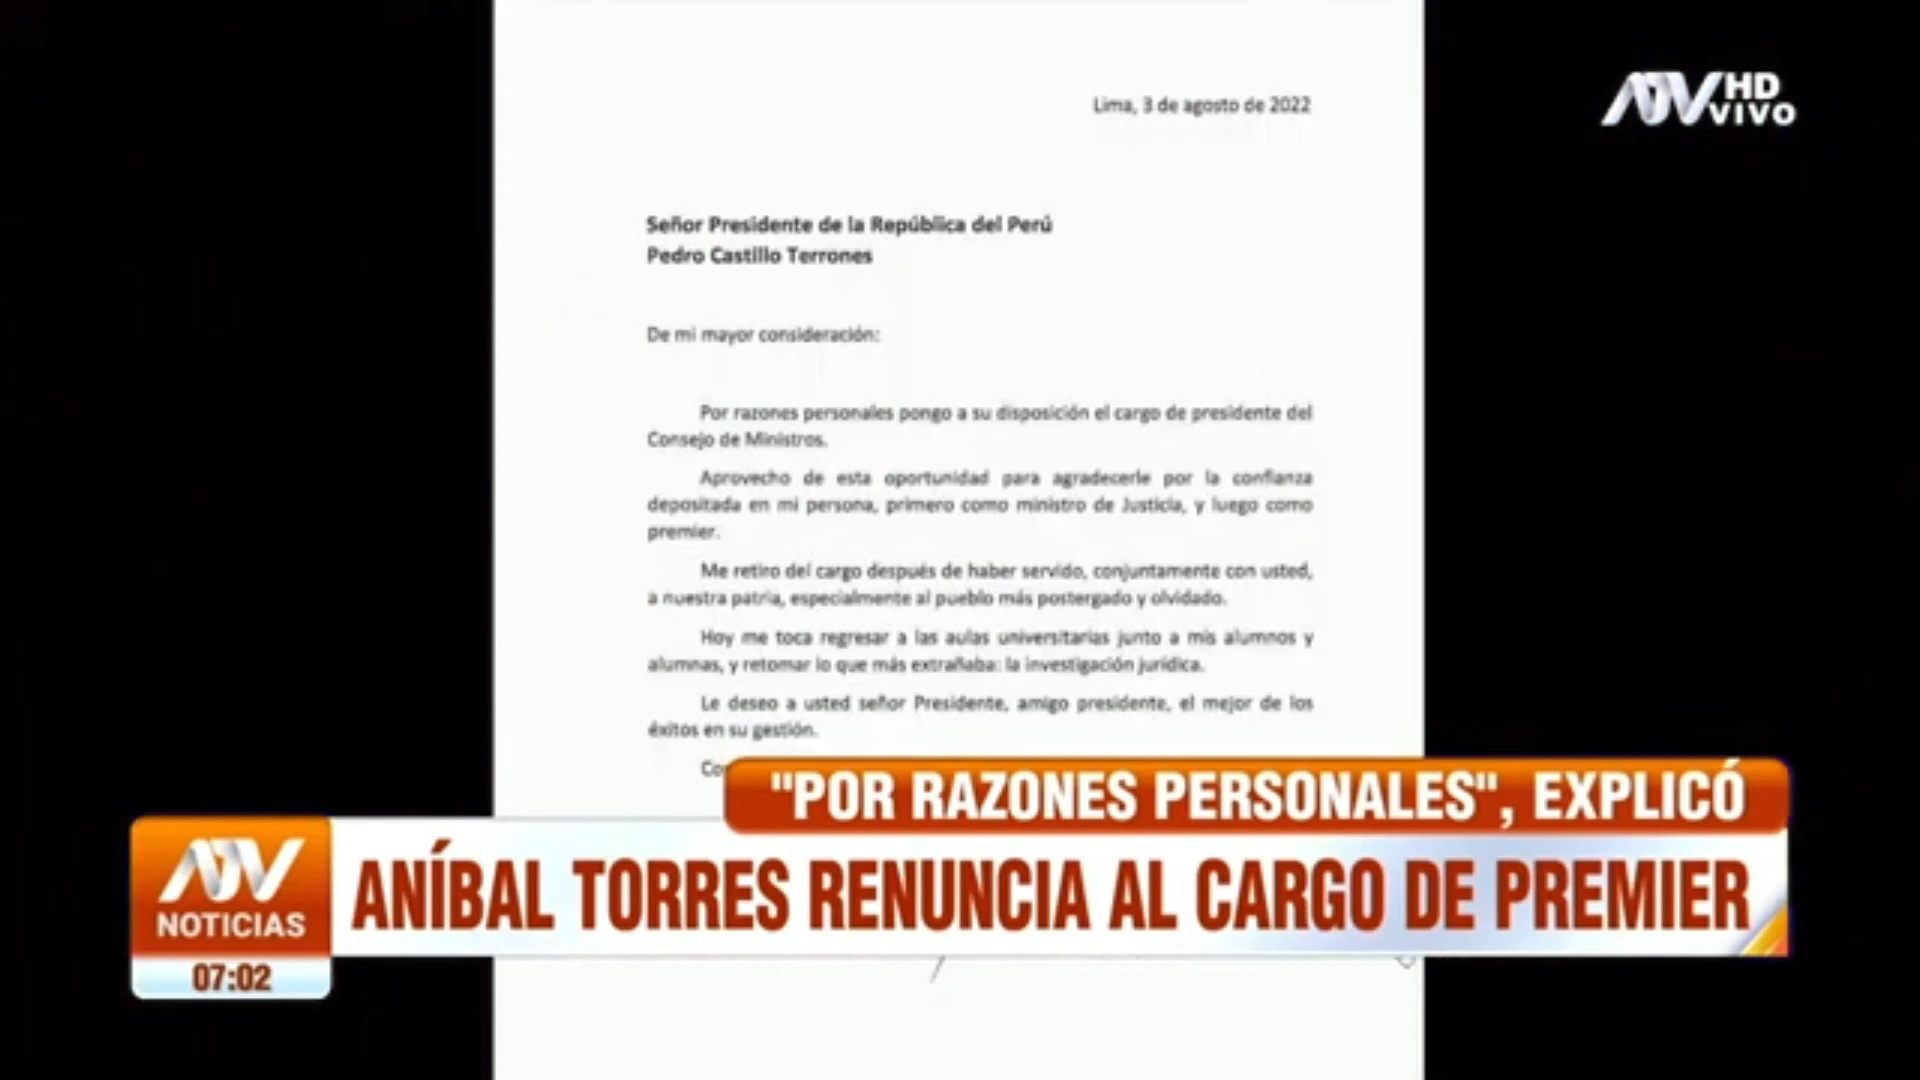 Lima, 3 de agosto de 2022
ATV HD
VIVO
Señor Presidente de la República del Perú
Pedro Castillo Terrones
De mi mayor consideración:
Por razones personales pongo a su disposición el cargo de presidente del
Consejo de Ministros.
Aprovecho de esta oportunidad para agradecerle por la confianza
depositada en mi persona, primero como ministro de Justicia, y luego como
premier.
Me retiro del cargo después de haber servido, conjuntamente con usted,
a nuestra patria, especialmente al pueblo más postergado y olvidado.
Hoy me toca regresar a las aulas universitarias junto a mis alumnos y
alumnas, y retomar lo que más extrañaba: la investigación jurídica.
Le deseo a usted señor Presidente, amigo presidente, el mejor de los
éxitos en su gestión.
"POR RAZONES PERSONALES", EXPLICÓ
ATV
NOTICIAS
ANÍBAL TORRES RENUNCIA AL CARGO DE PREMIER
07:02